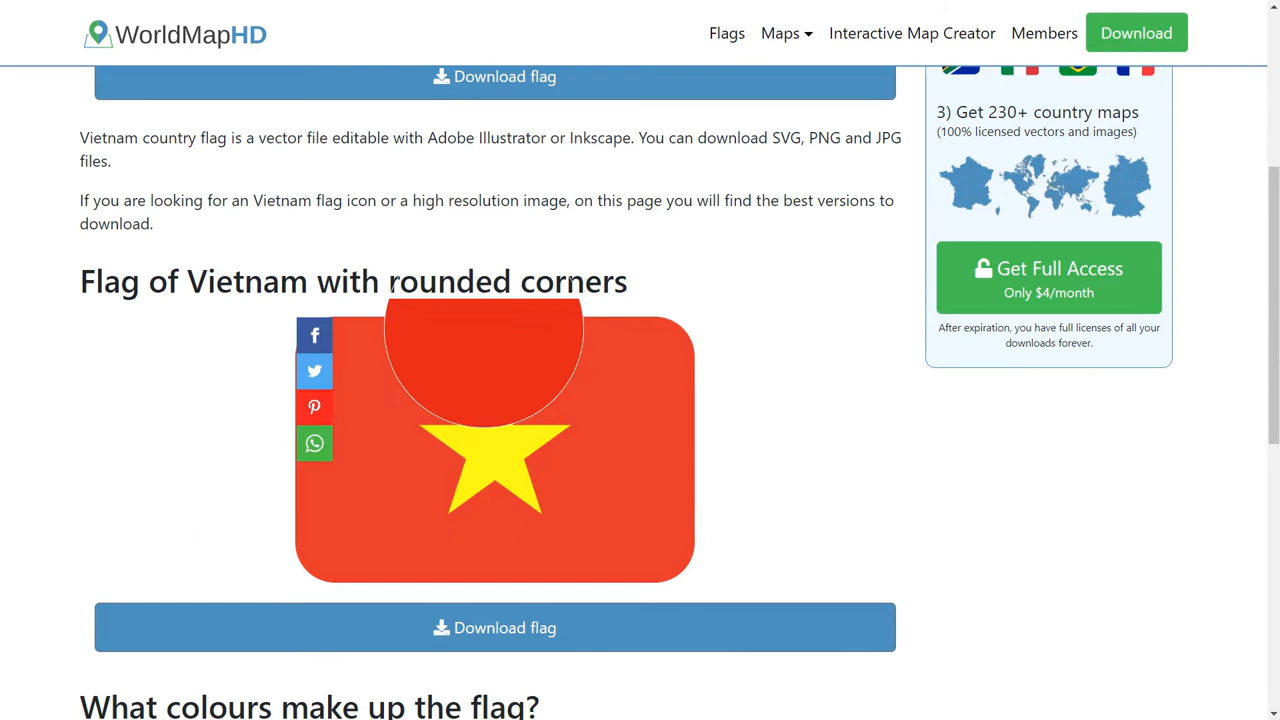 WorldMapHD
Flags Maps Interactive Map Creator Members Download
Download flag
Vietnam country flag is a vector file editable with Adobe Illustrator or Inkscape. You can download SVG, PNG and JPG
files.
If you are looking for an Vietnam flag icon or a high resolution image, on this page you will find the best versions to
download.
Flag of Vietnam with rounded corners
Download flag
What colours make up the flag?
3) Get 230+ country maps
(100% licensed vectors and images)
Get Full Access
Only $4/month
After expiration, you have full licenses of all your
downloads forever.